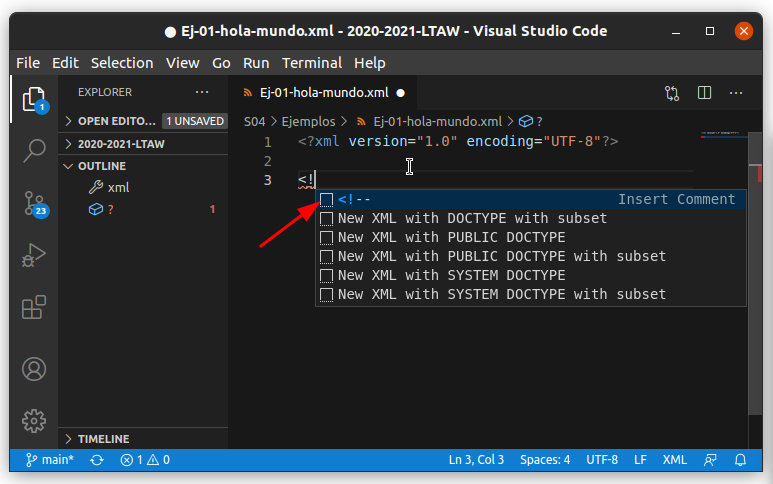 Ej-01-hola-mundo.xml - 2020-2021-LTAW - Visual Studio Code
File Edit Selection View Go Run Terminal Help
EXPLORER
OPEN EDITO... 1 UNSAVED
2020-2021-LTAW
OUTLINE
xml
? 1
TIMELINE
1
23
Ej-01-hola-mundo.xml
S04 > Ejemplos > Ej-01-hola-mundo.xml > ?
1 <?xml version="1.0" encoding="UTF-8"?>
2
3 <!
<!-- Insert Comment
New XML with DOCTYPE with subset
New XML with PUBLIC DOCTYPE
New XML with PUBLIC DOCTYPE with subset
New XML with SYSTEM DOCTYPE
New XML with SYSTEM DOCTYPE with subset
main* 1 0 Ln 3, Col 3 Spaces: 4 UTF-8 LF XML